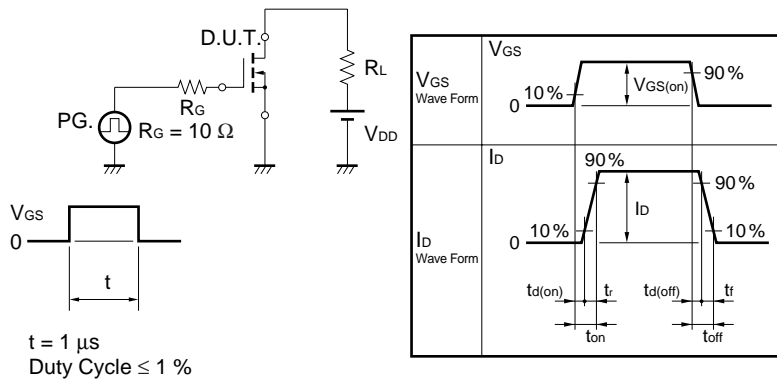 D.U.T.
RL
RG
PG.
RG = 10 Ω
VDD
VGS
0
t
t = 1 µs
Duty Cycle ≤ 1 %
VGS
Wave Form
VGS
10 %
90 %
VGS(on)
0
ID
Wave Form
ID
90 %
90 %
ID
10 %
10 %
0
td(on)
tr
td(off)
tf
ton
toff